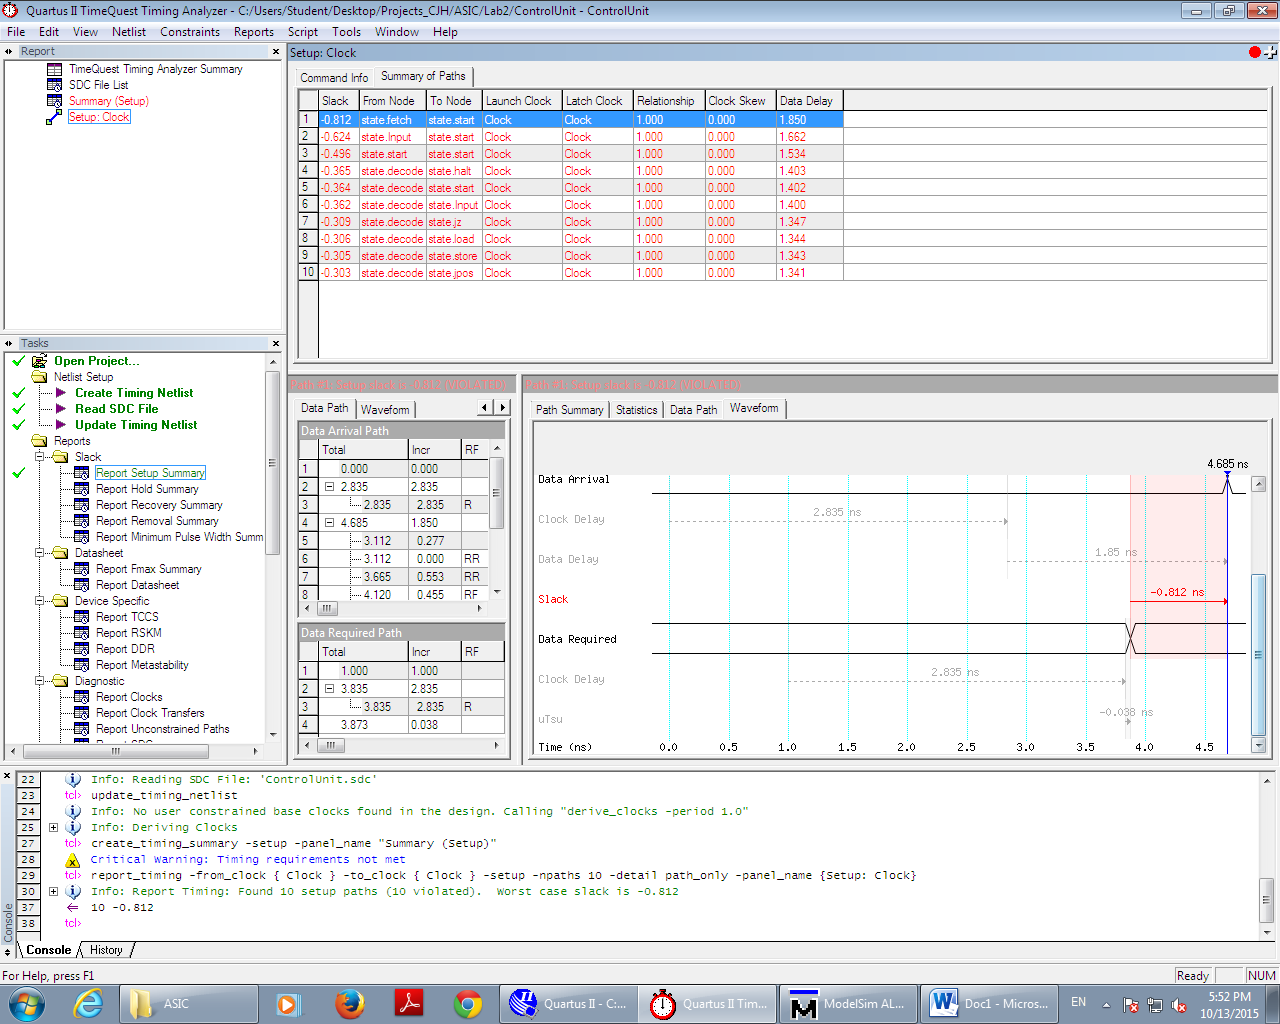 Quartus II TimeQuest Timing Analyzer - C:/Users/Student/Desktop/Projects_CJH/ASIC/Lab2/ControlUnit - ControlUnit
File Edit View Netlist Constraints Reports Script Tools Window Help
Report
TimeQuest Timing Analyzer Summary
SDC File List
Summary (Setup)
Setup: Clock
Setup: Clock
Command Info Summary of Paths
Slack From Node To Node Launch Clock Latch Clock Relationship Clock Skew Data Delay
1 -0.812 state.fetch state.start Clock Clock 1.000 0.000 1.850
2 -0.624 state.Input state.start Clock Clock 1.000 0.000 1.662
3 -0.496 state.start state.start Clock Clock 1.000 0.000 1.534
4 -0.365 state.decode state.halt Clock Clock 1.000 0.000 1.403
5 -0.364 state.decode state.start Clock Clock 1.000 0.000 1.402
6 -0.362 state.decode state.Input Clock Clock 1.000 0.000 1.400
7 -0.309 state.decode state.jz Clock Clock 1.000 0.000 1.347
8 -0.306 state.decode state.load Clock Clock 1.000 0.000 1.344
9 -0.305 state.decode state.store Clock Clock 1.000 0.000 1.343
10 -0.303 state.decode state.jpos Clock Clock 1.000 0.000 1.341
Tasks
Open Project...
Netlist Setup
Create Timing Netlist
Read SDC File
Update Timing Netlist
Reports
Slack
Report Setup Summary
Report Hold Summary
Report Recovery Summary
Report Removal Summary
Report Minimum Pulse Width Summ
Datasheet
Report Fmax Summary
Report Datasheet
Device Specific
Report TCCS
Report RSKM
Report DDR
Report Metastability
Diagnostic
Report Clocks
Report Clock Transfers
Report Unconstrained Paths
Path #1: Setup slack is -0.812 (VIOLATED)
Data Path Waveform
Data Arrival Path
Total Incr RF
1 0.000 0.000
2 2.835 2.835
3 2.835 2.835 R
4 4.685 1.850
5 3.112 0.277
6 3.112 0.000 RR
7 3.665 0.553 RR
8 4.120 0.455 RF
Data Required Path
Total Incr RF
1 1.000 1.000
2 3.835 2.835
3 3.835 2.835 R
4 3.873 0.038
Path #1: Setup slack is -0.812 (VIOLATED)
Path Summary Statistics Data Path Waveform
4.685 ns
Data Arrival
Clock Delay 2.835 ns
Data Delay 1.85 ns
Slack -0.812 ns
Data Required
Clock Delay 2.835 ns
uTsu -0.038 ns
Time (ns) 0.0 0.5 1.0 1.5 2.0 2.5 3.0 3.5 4.0 4.5
22 Info: Reading SDC File: 'ControlUnit.sdc'
23 tcl> update_timing_netlist
24 Info: No user constrained base clocks found in the design. Calling "derive_clocks -period 1.0"
25 Info: Deriving Clocks
27 tcl> create_timing_summary -setup -panel_name "Summary (Setup)"
28 Critical Warning: Timing requirements not met
29 tcl> report_timing -from_clock { Clock } -to_clock { Clock } -setup -npaths 10 -detail path_only -panel_name {Setup: Clock}
30 Info: Report Timing: Found 10 setup paths (10 violated). Worst case slack is -0.812
37 10 -0.812
38 tcl>
Console
Console History
For Help, press F1
Ready NUM
ASIC
Quartus II - C:...
Quartus II Tim...
ModelSim AL...
Doc1 - Micros...
EN
5:52 PM
10/13/2015